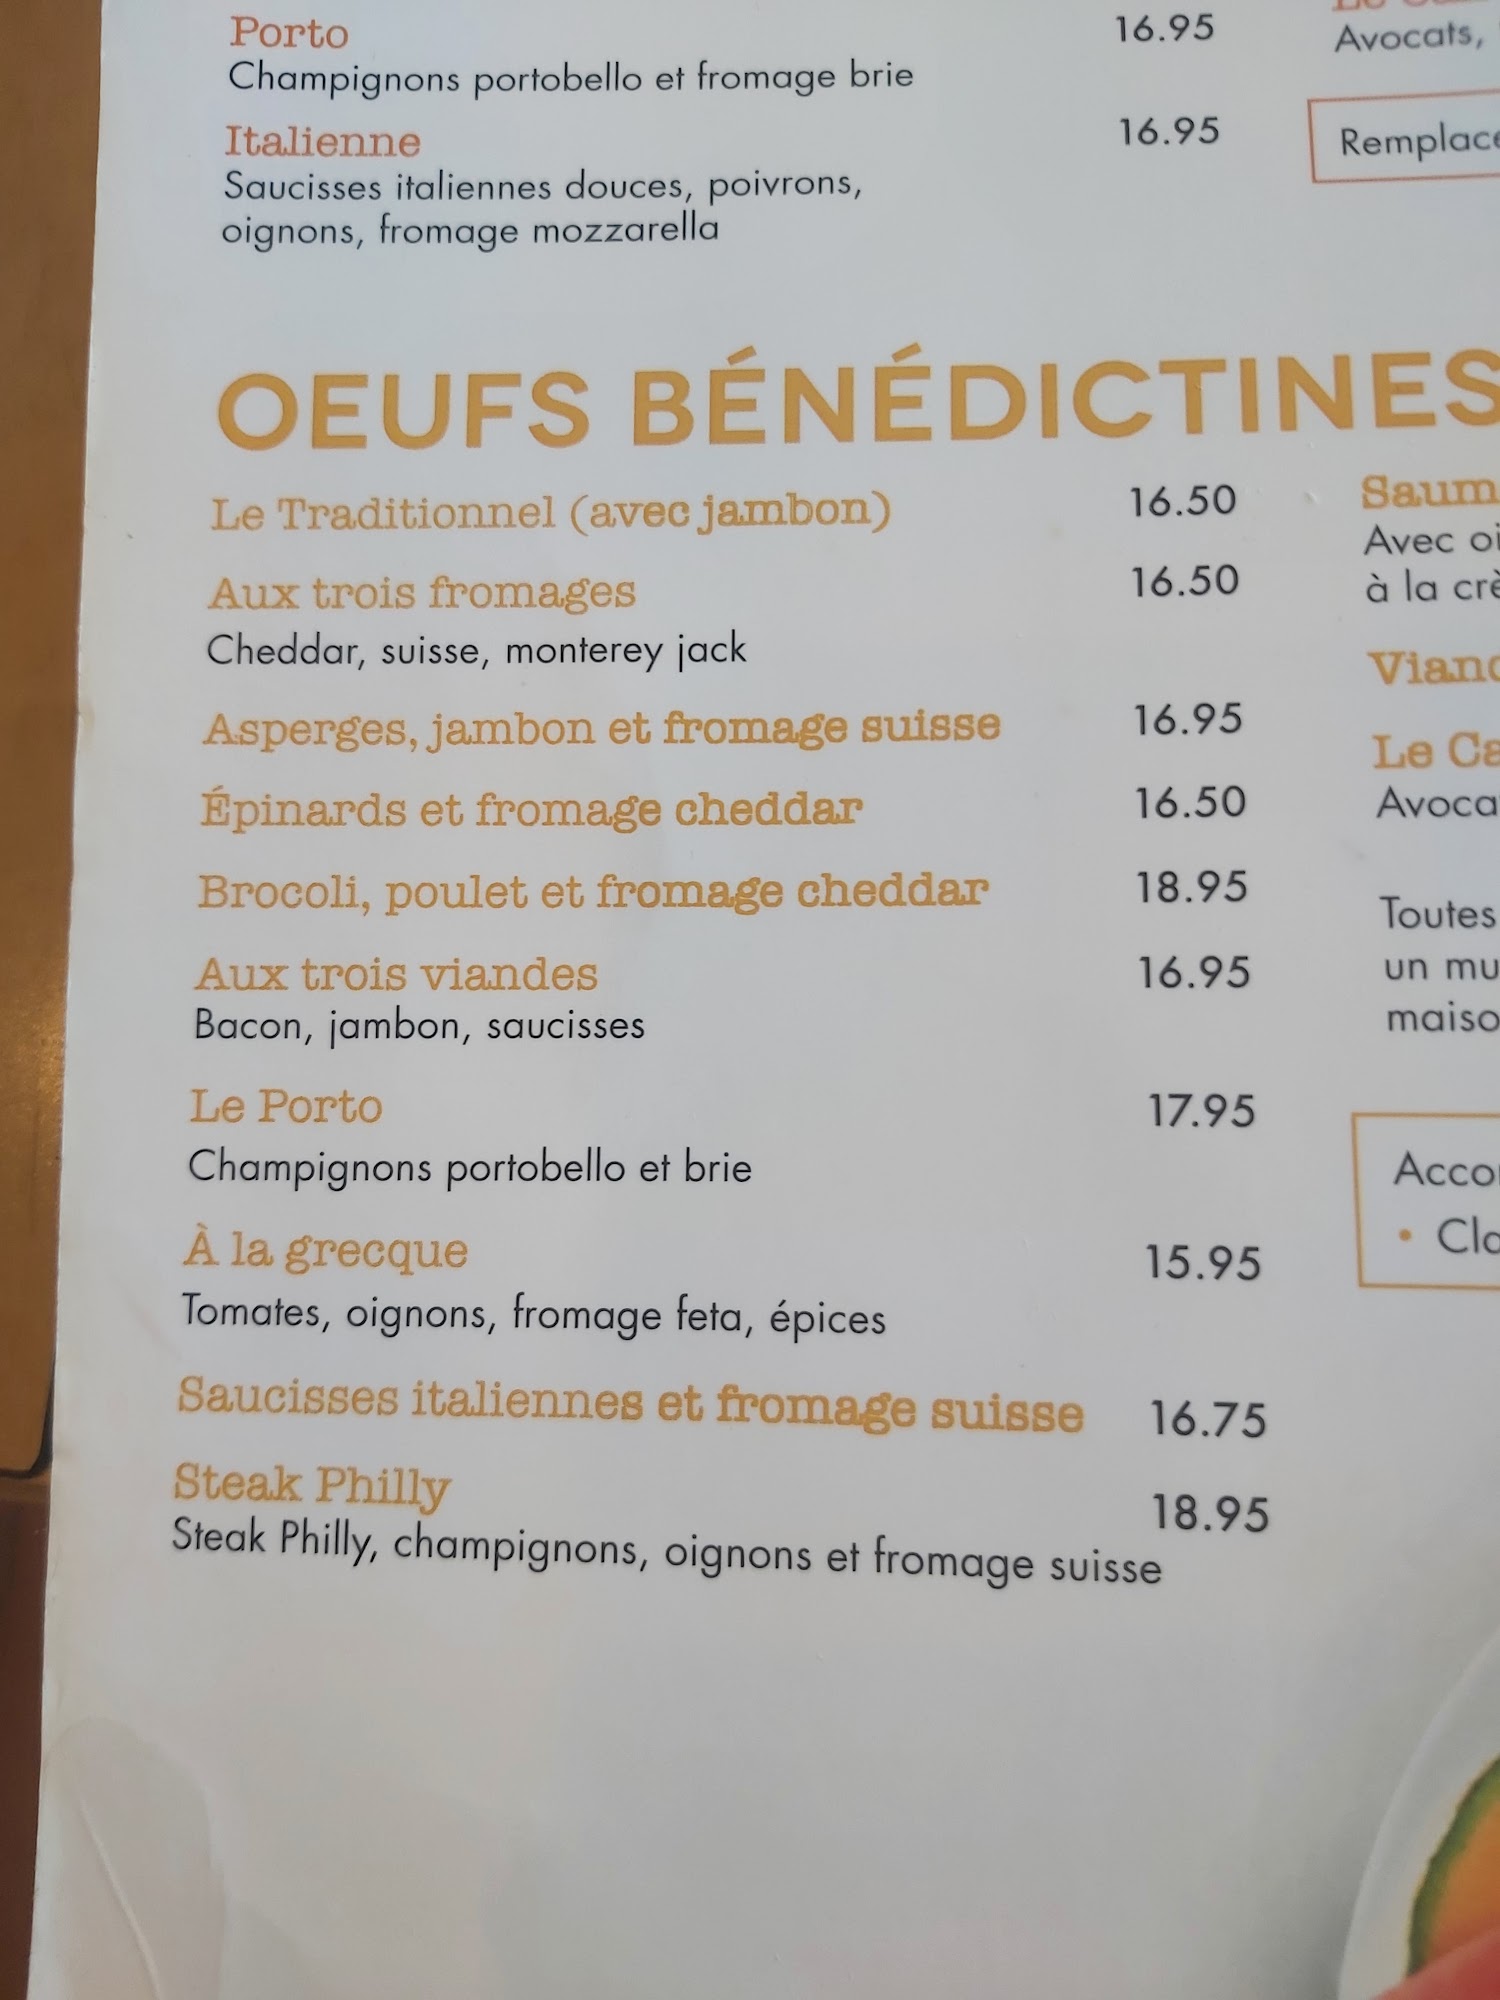 Porto 16.95
Champignons portobello et fromage brie
Italienne 16.95
Saucisses italiennes douces, poivrons,
oignons, fromage mozzarella
Avocats,
OEUFS BÉNÉDICTINES
Le Traditionnel (avec jambon) 16.50
Aux trois fromages 16.50
Cheddar, suisse, monterey jack
Asperges, jambon et fromage suisse 16.95
Épinards et fromage cheddar 16.50
Brocoli, poulet et fromage cheddar 18.95
Aux trois viandes 16.95
Bacon, jambon, saucisses
Le Porto 17.95
Champignons portobello et brie
À la grecque 15.95
Tomates, oignons, fromage feta, épices
Saucisses italiennes et fromage suisse 16.75
Steak Philly 18.95
Steak Philly, champignons, oignons et fromage suisse
Avec
à la
Le
Toutes
un